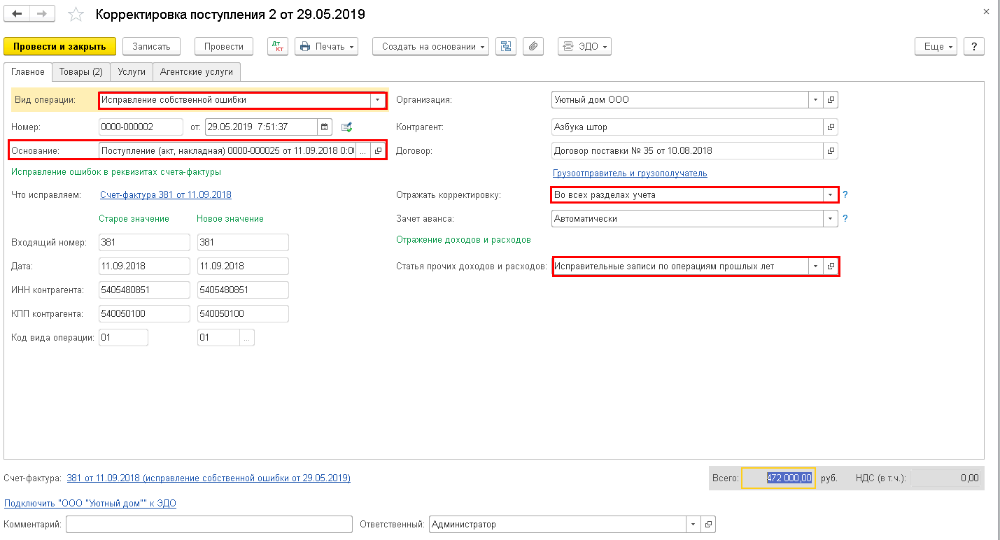 Корректировка поступления 2 от 29.05.2019
Провести и закрыть Записать Провести Дт Кт Печать Создать на основании ЭДО Еще ?
Главное Товары (2) Услуги Агентские услуги
Вид операции: Исправление собственной ошибки Организация: Уютный дом ООО
Номер: 0000-000002 от: 29.05.2019 7:51:37 Контрагент: Азбука штор
Основание: Поступление (акт, накладная) 0000-000025 от 11.09.2018 0:0 ... Договор: Договор поставки № 35 от 10.08.2018
Исправление ошибок в реквизитах счета-фактуры Грузоотправитель и грузополучатель
Что исправляем: Счет-фактура 381 от 11.09.2018 Отражать корректировку: Во всех разделах учета ?
Старое значение Новое значение Зачет аванса: Автоматически ?
Входящий номер: 381 381 Отражение доходов и расходов
Дата: 11.09.2018 11.09.2018 Статья прочих доходов и расходов: Исправительные записи по операциям прошлых лет
ИНН контрагента: 5405480851 5405480851
КПП контрагента: 540050100 540050100
Код вида операции: 01 01 ...
Счет-фактура: 381 от 11.09.2018 (исправление собственной ошибки от 29.05.2019) Всего: 472 000,00 руб. НДС (в т.ч.): 0,00
Подключить "ООО "Уютный дом"" к ЭДО
Комментарий: Ответственный: Администратор